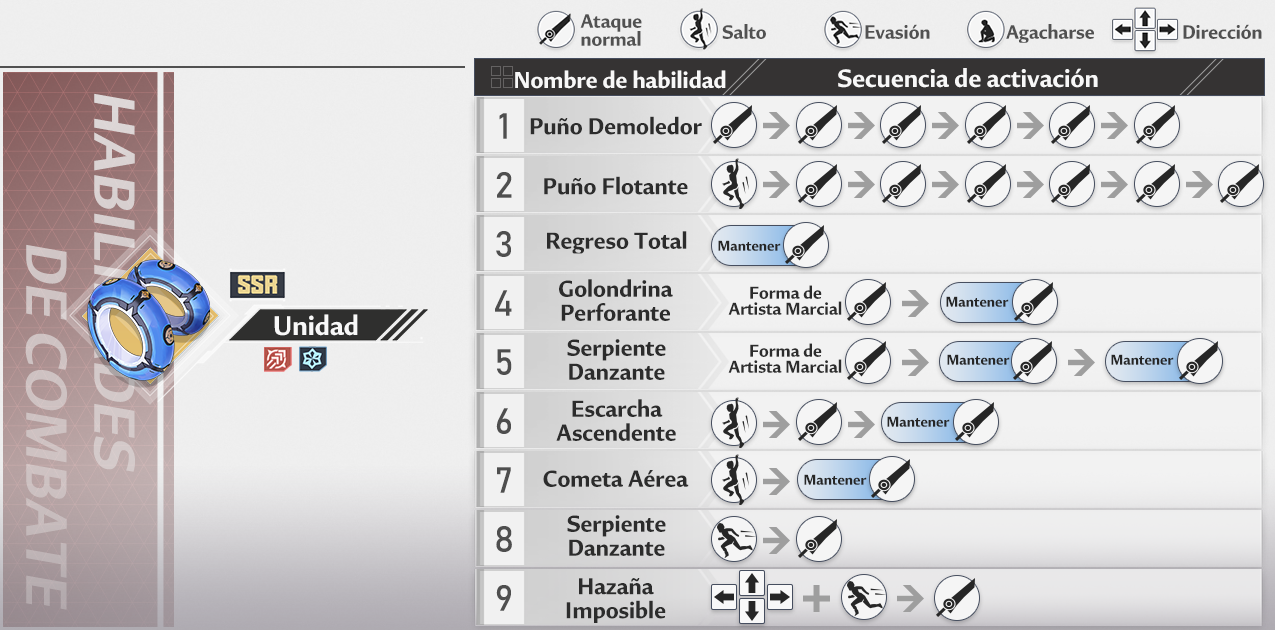 Ataque
normal
Salto
Evasión
Agacharse
Dirección
HABILIDADES
DE COMBATE
SSR
Unidad
Nombre de habilidad
Secuencia de activación
1 Puño Demoledor
2 Puño Flotante
3 Regreso Total Mantener
4 Golondrina
Perforante
Forma de
Artista Marcial
Mantener
5 Serpiente
Danzante
Forma de
Artista Marcial
Mantener Mantener
6 Escarcha
Ascendente
Mantener
7 Cometa Aérea Mantener
8 Serpiente
Danzante
9 Hazaña
Imposible